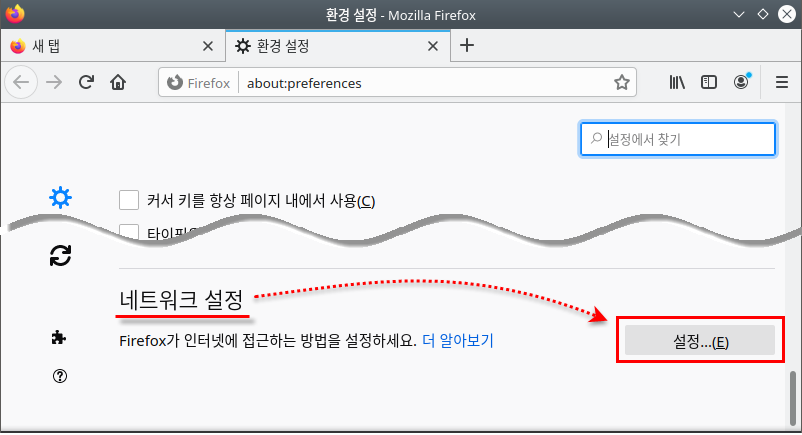 환경 설정 - Mozilla Firefox
새 탭
환경 설정
Firefox
about:preferences
설정에서 찾기
커서 키를 항상 페이지 내에서 사용(C)
네트워크 설정
Firefox가 인터넷에 접근하는 방법을 설정하세요. 더 알아보기
설정...(E)